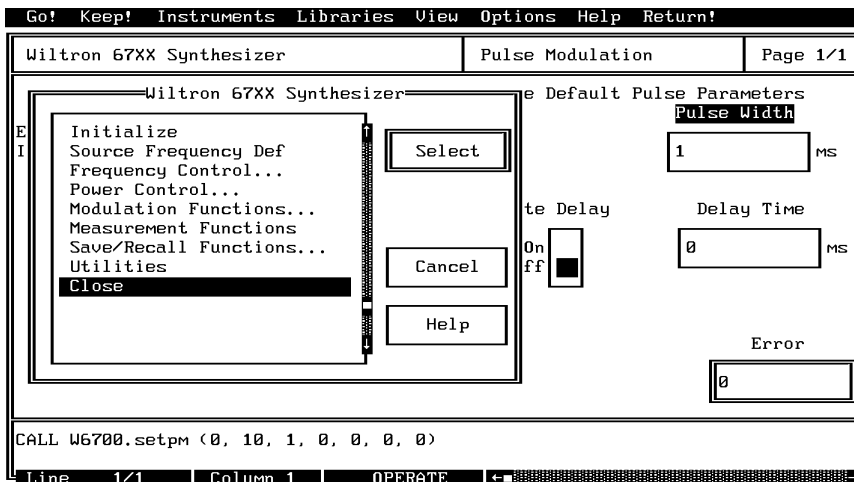 Go! Keep! Instruments Libraries View Options Help Return!
Wiltron 67XX Synthesizer Pulse Modulation Page 1/1
Wiltron 67XX Synthesizer
e Default Pulse Parameters
Pulse Width
E
I
Initialize
Source Frequency Def
Frequency Control...
Power Control...
Modulation Functions...
Measurement Functions
Save/Recall Functions...
Utilities
Close
Select
Cancel
Help
1 ms
te Delay
On
ff
Delay Time
0 ms
Error
0
CALL W6700.setpm (0, 10, 1, 0, 0, 0, 0)
Line 1/1 Column 1 OPERATE